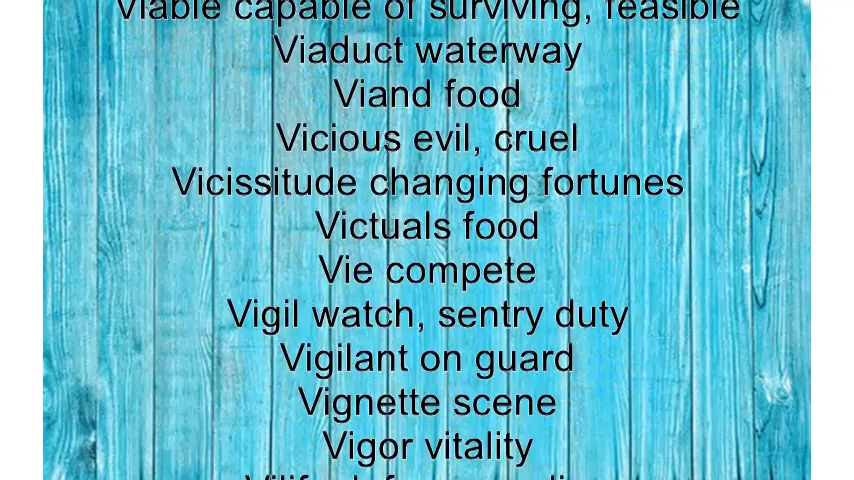 Viable capable of surviving, feasible
Viaduct waterway
Viand food
Vicious evil, cruel
Vicissitude changing fortunes
Victuals food
Vie compete
Vigil watch, sentry duty
Vigilant on guard
Vignette scene
Vigor vitality